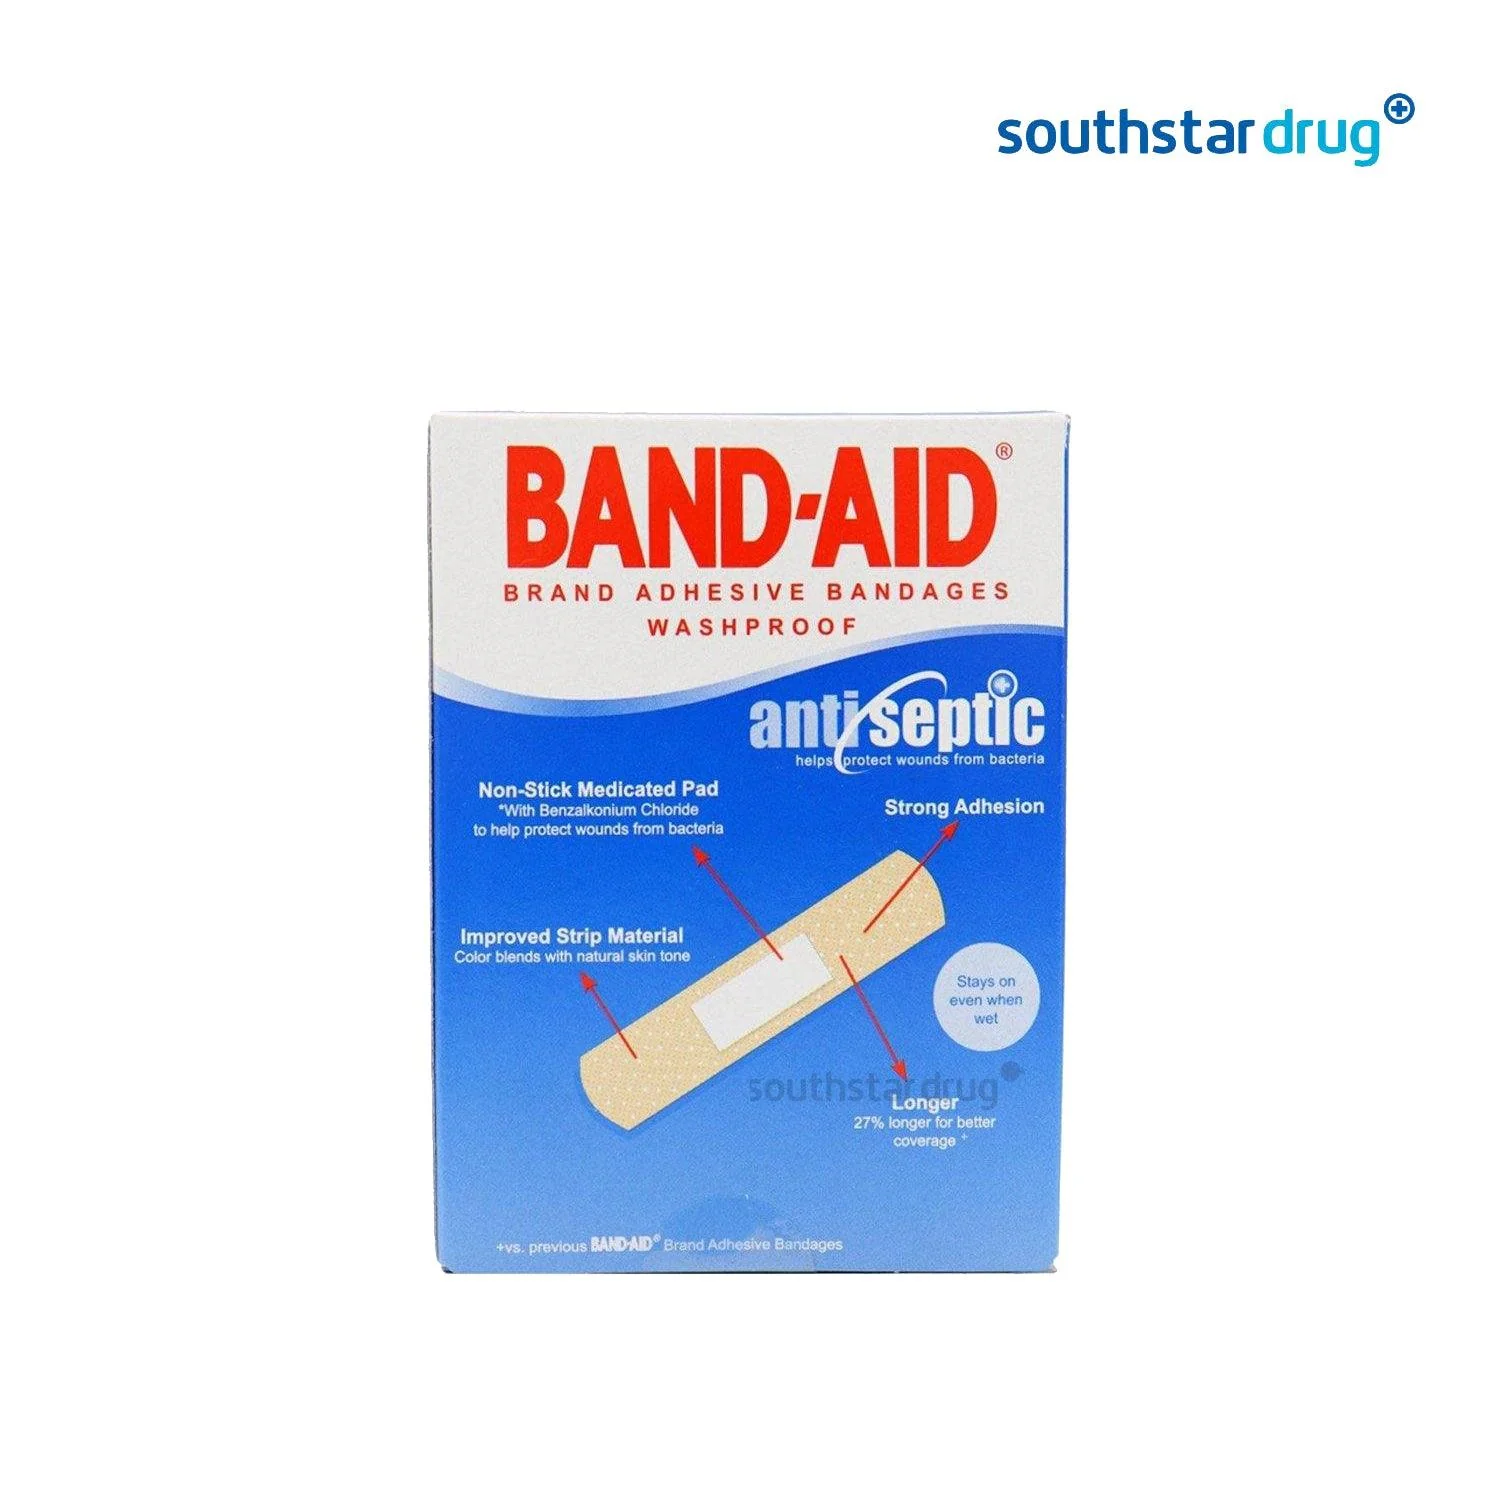 southstardrug
BAND-AID®
BRAND ADHESIVE BANDAGES
WASHPROOF
antiseptic
helps protect wounds from bacteria
Non-Stick Medicated Pad
*With Benzalkonium Chloride
to help protect wounds from bacteria
Strong Adhesion
Improved Strip Material
Color blends with natural skin tone
Stays on
even when
wet
southstardrug
Longer
27% longer for better
coverage +
+vs. previous BAND-AID® Brand Adhesive Bandages